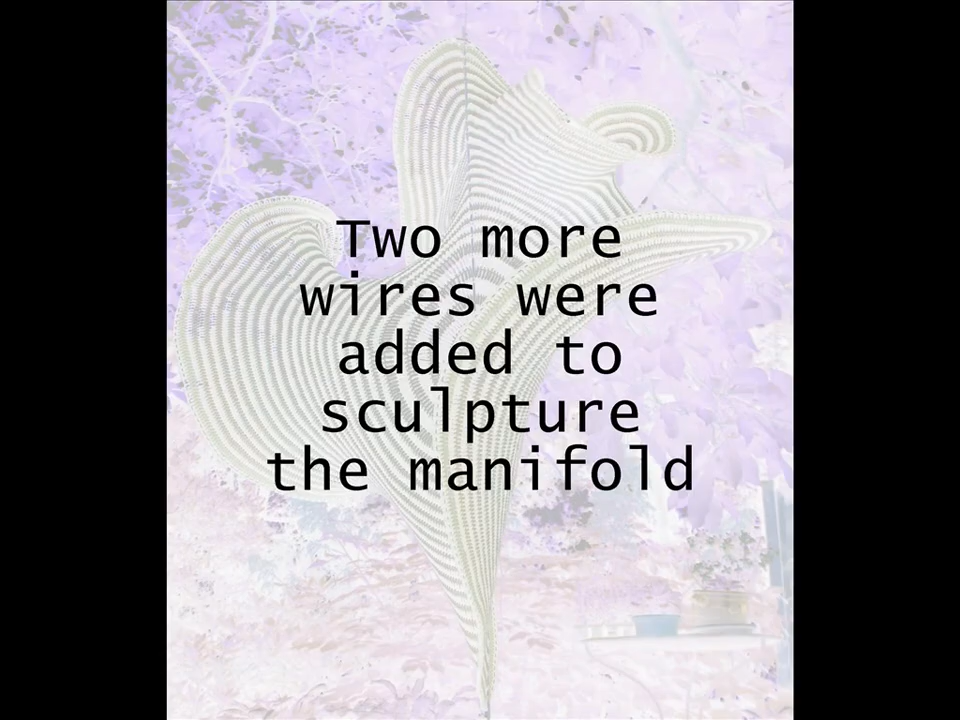 Two more
wires were
added to
sculpture
the manifold